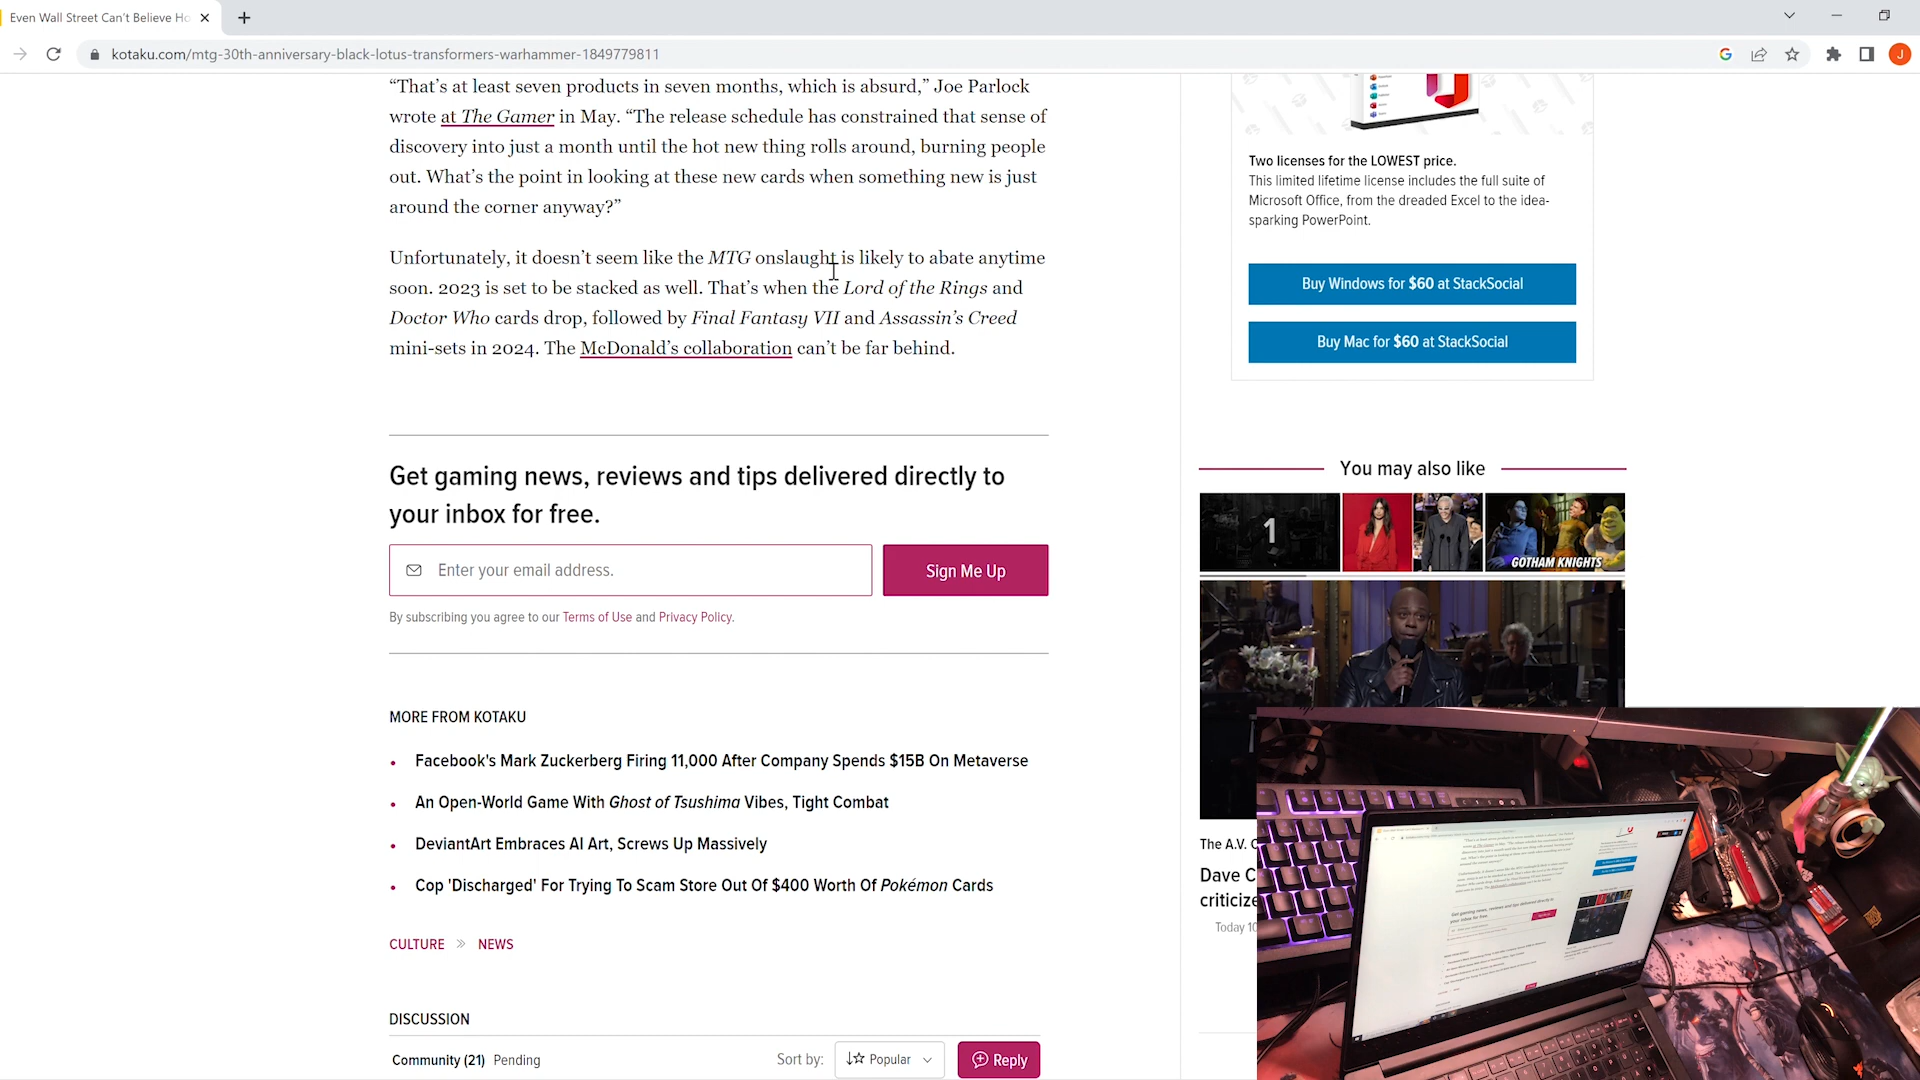 Even Wall Street Can't Believe Ho
kotaku.com/mtg-30th-anniversary-black-lotus-transformers-warhammer-1849779811
J
“That’s at least seven products in seven months, which is absurd,” Joe Parlock
wrote at The Gamer in May. “The release schedule has constrained that sense of
discovery into just a month until the hot new thing rolls around, burning people
out. What’s the point in looking at these new cards when something new is just
around the corner anyway?”
Unfortunately, it doesn’t seem like the MTG onslaught is likely to abate anytime
soon. 2023 is set to be stacked as well. That’s when the Lord of the Rings and
Doctor Who cards drop, followed by Final Fantasy VII and Assassin’s Creed
mini-sets in 2024. The McDonald’s collaboration can’t be far behind.
Get gaming news, reviews and tips delivered directly to
your inbox for free.
Enter your email address.
Sign Me Up
By subscribing you agree to our Terms of Use and Privacy Policy.
MORE FROM KOTAKU
Facebook's Mark Zuckerberg Firing 11,000 After Company Spends $15B On Metaverse
An Open-World Game With Ghost of Tsushima Vibes, Tight Combat
DeviantArt Embraces AI Art, Screws Up Massively
Cop 'Discharged' For Trying To Scam Store Out Of $400 Worth Of Pokémon Cards
CULTURE » NEWS
DISCUSSION
Community (21) Pending
Sort by:
Popular
Reply
Two licenses for the LOWEST price.
This limited lifetime license includes the full suite of
Microsoft Office, from the dreaded Excel to the idea-
sparking PowerPoint.
Buy Windows for $60 at StackSocial
Buy Mac for $60 at StackSocial
You may also like
1
GOTHAM KNIGHTS
The A.V. C
Dave C
criticize
Today 10